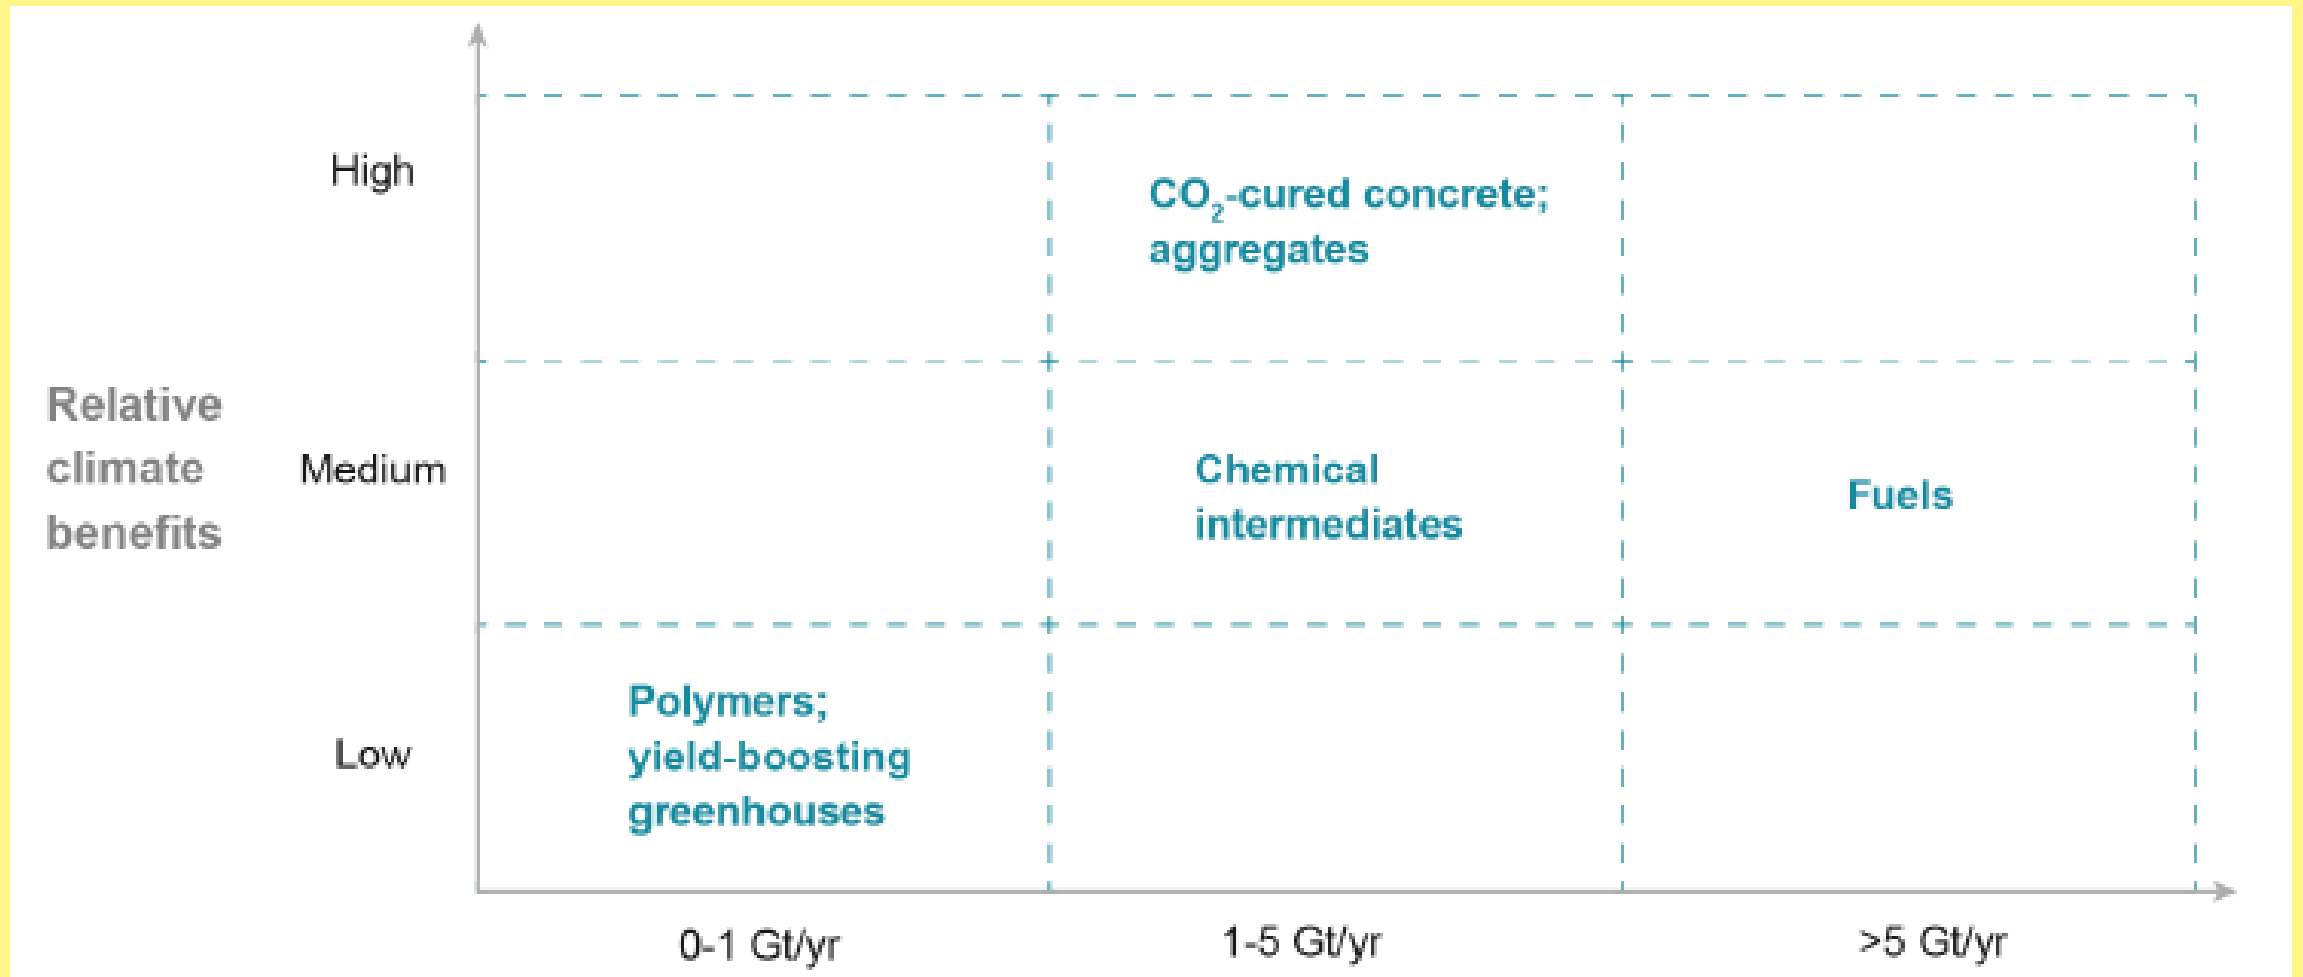 High
CO₂-cured concrete;
aggregates
Relative
climate
benefits
Medium
Chemical
intermediates
Fuels
Low
Polymers;
yield-boosting
greenhouses
0-1 Gt/yr
1-5 Gt/yr
>5 Gt/yr